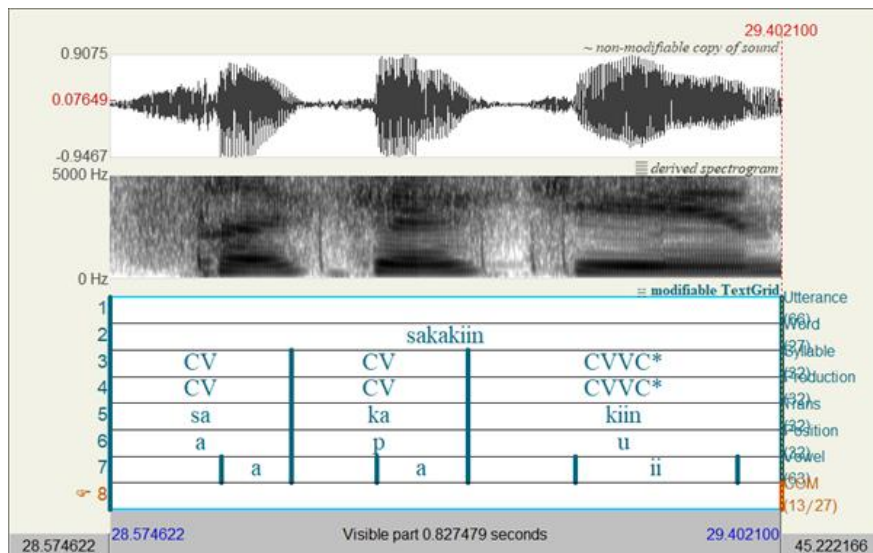 29.402100
0.9075
~ non-modifiable copy of sound
0.07649
-0.9467
5000 Hz
derived spectrogram
0 Hz
modifiable TextGrid
1
Utterance
(66)
2 sakakiin
Word
(27)
3 CV CV CVVC*
Syllable
(32)
4 CV CV CVVC*
Production
(32)
5 sa ka kiin
Trans
(32)
6 a p u
Position
(32)
7 a a ii
Vowel
(63)
8
COM
(13/27)
28.574622 28.574622 Visible part 0.827479 seconds 29.402100 45.222166